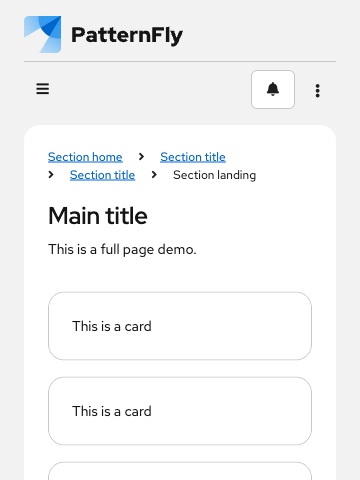 PatternFly
Section home Section title
Section title Section landing
Main title
This is a full page demo.
This is a card
This is a card